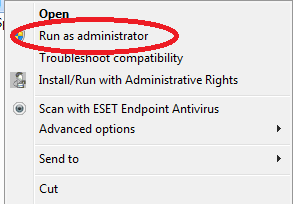 Open
Run as administrator
Troubleshoot compatibility
Install/Run with Administrative Rights
Scan with ESET Endpoint Antivirus
Advanced options
Send to
Cut